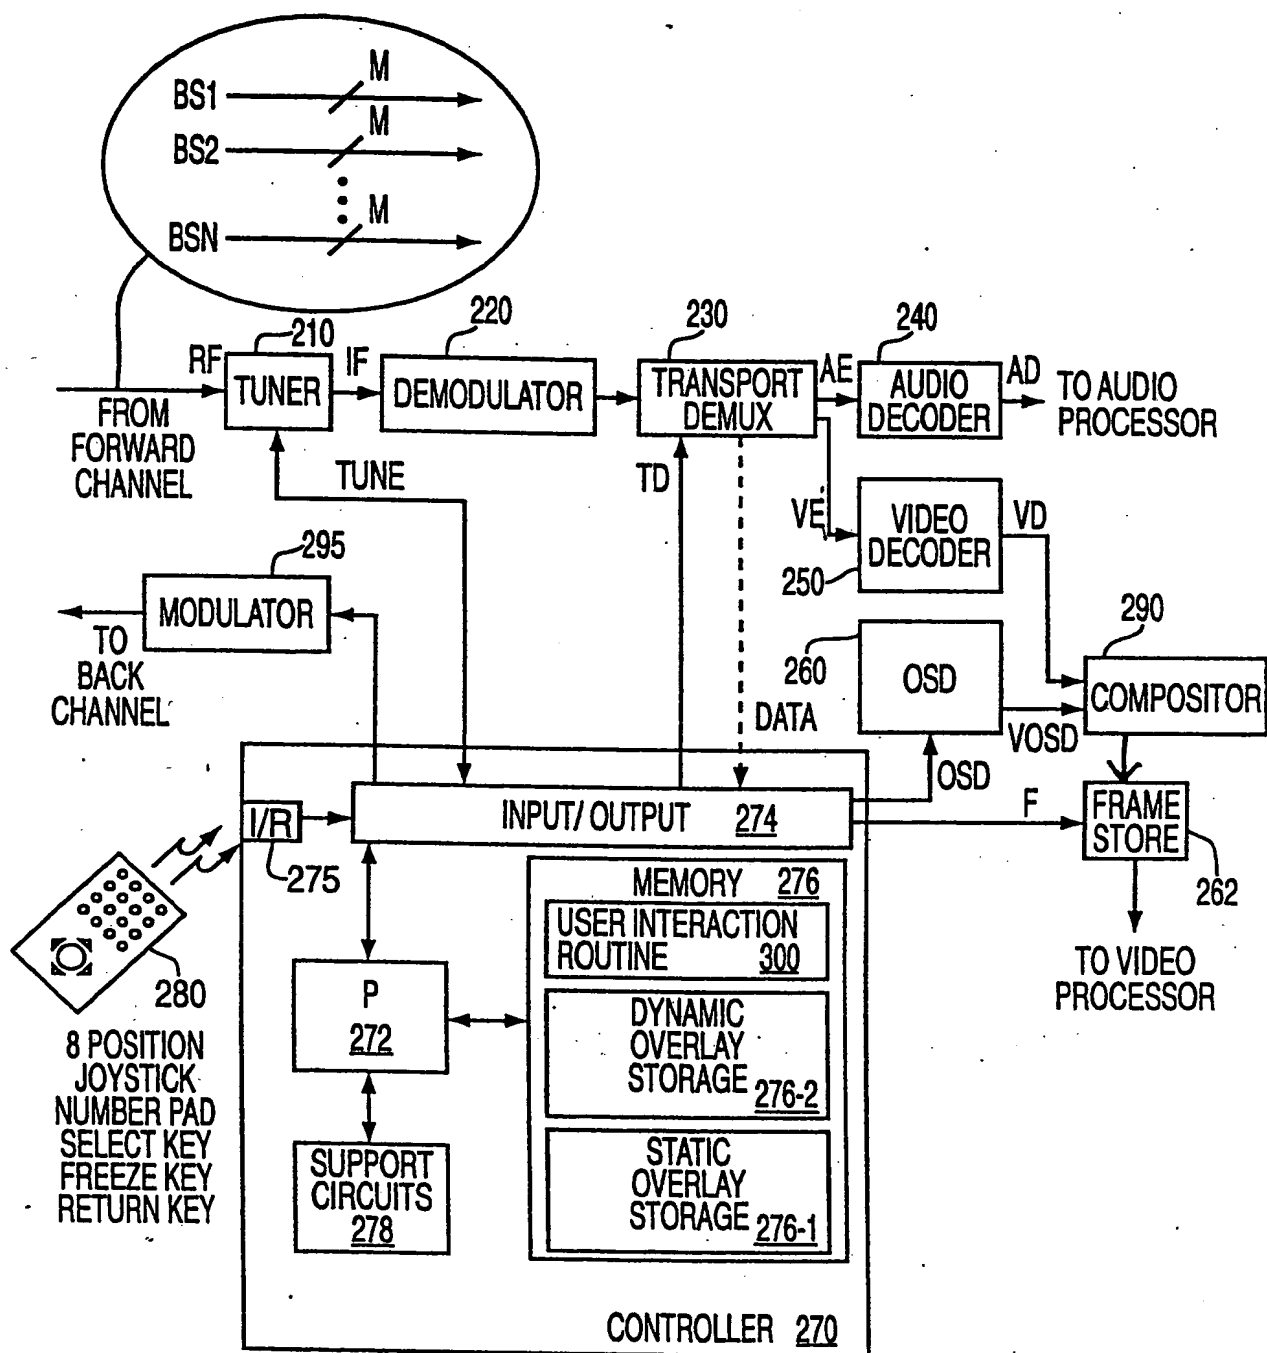 BS1
M
BS2
M
BSN
M
RF
210
TUNER
IF
220
DEMODULATOR
230
TRANSPORT
DEMUX
AE
240
AUDIO
DECODER
AD
TO AUDIO
PROCESSOR
FROM
FORWARD
CHANNEL
TUNE
TD
VE
VIDEO
DECODER
250
VD
295
MODULATOR
TO
BACK
CHANNEL
DATA
260
OSD
VOSD
290
COMPOSITOR
OSD
F
FRAME
STORE
262
TO VIDEO
PROCESSOR
I/R
275
INPUT/ OUTPUT 274
280
8 POSITION
JOYSTICK
NUMBER PAD
SELECT KEY
FREEZE KEY
RETURN KEY
P
272
SUPPORT
CIRCUITS
278
MEMORY 276
USER INTERACTION
ROUTINE 300
DYNAMIC
OVERLAY
STORAGE 276-2
STATIC
OVERLAY
STORAGE 276-1
CONTROLLER 270